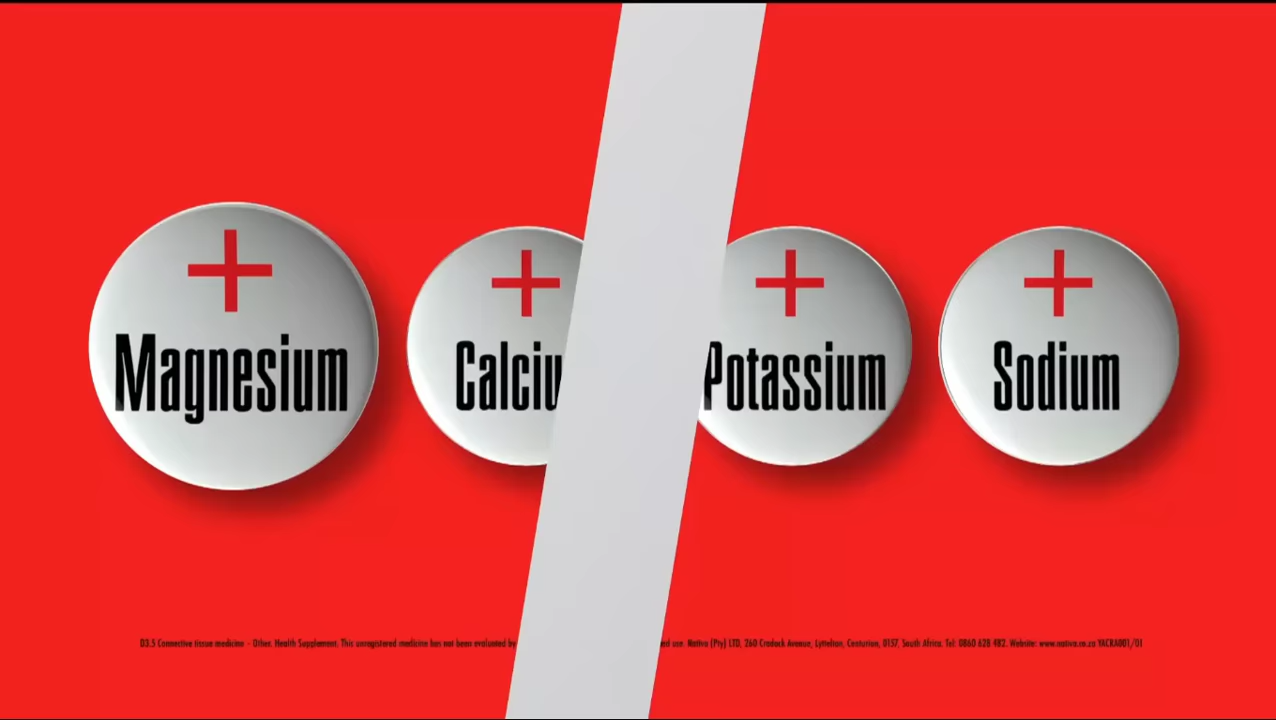 Magnesium
Calciu
Potassium
Sodium
D3.5 Connective tissue medicine - Other. Health Supplement. This unregistered medicine has not been evaluated by
ed use. Nativa (Pty) LTD, 260 Cradock Avenue, Lyttelton, Centurion, 0157, South Africa. Tel: 0860 628 482. Website: www.nativa.co.za VACRA001/01